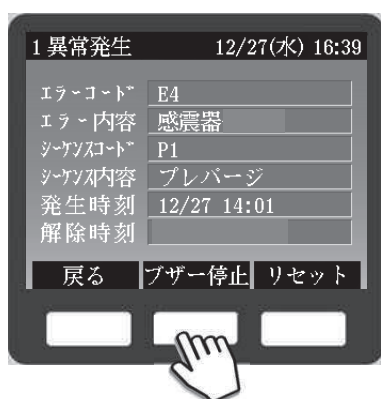 1 異常発生 12/27(水) 16:39
ｴﾗｰｺｰﾄﾞ E4
エラー内容 感震器
ｼｰｹﾝｽｺｰﾄﾞ P1
ｼｰｹﾝｽ内容 プレパージ
発生時刻 12/27 14:01
解除時刻
戻る ブザー停止 リセット